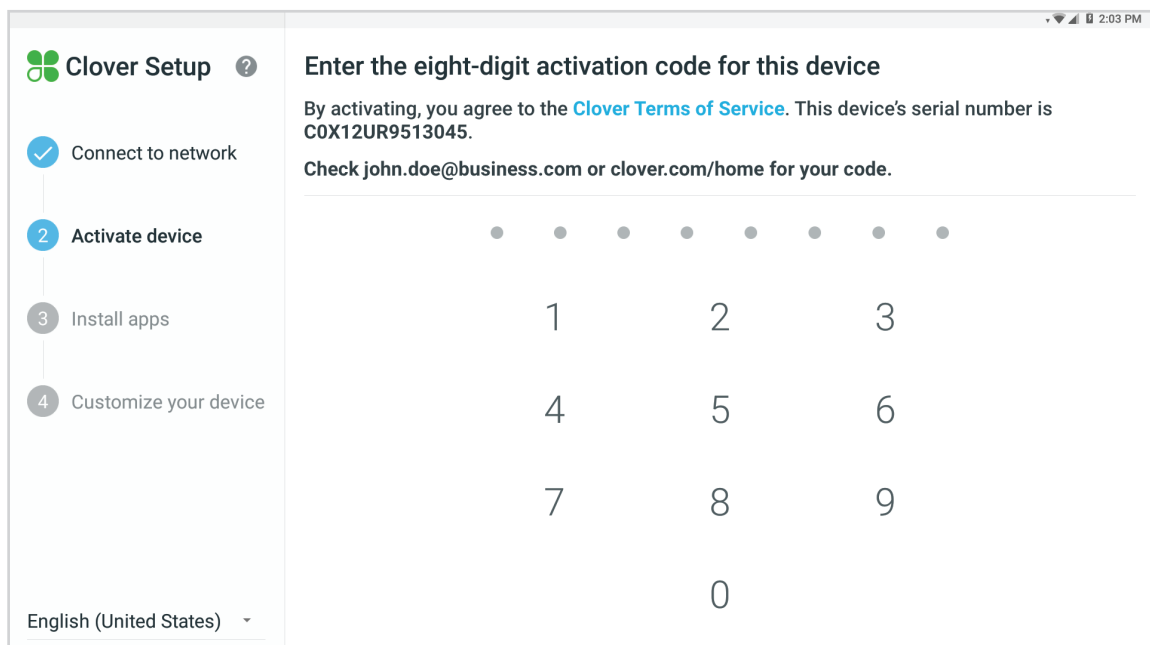 2:03 PM
Clover Setup ?
Connect to network
2 Activate device
3 Install apps
4 Customize your device
English (United States)
Enter the eight-digit activation code for this device
By activating, you agree to the Clover Terms of Service. This device’s serial number is
C0X12UR9513045.
Check john.doe@business.com or clover.com/home for your code.
1 2 3
4 5 6
7 8 9
0